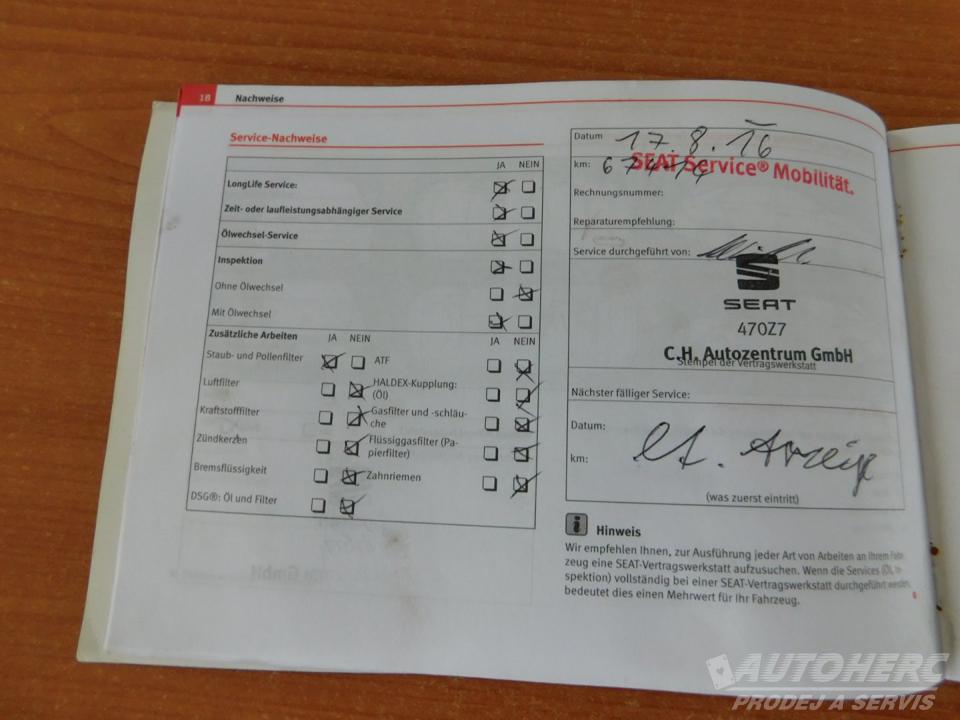 18 Nachweise
Service-Nachweise
JA NEIN
LongLife Service:
Zeit- oder laufleistungsabhängiger Service
Ölwechsel-Service
Inspektion
Ohne Ölwechsel
Mit Ölwechsel
Zusätzliche Arbeiten JA NEIN JA NEIN
Staub- und Pollenfilter ATF
Luftfilter HALDEX-Kupplung:
(Öl)
Kraftstofffilter Gasfilter und -schläu-
che
Zündkerzen Flüssiggasfilter (Pa-
pierfilter)
Bremsflüssigkeit Zahnriemen
DSG®: Öl und Filter
Datum 17.8.16
SEAT Service® Mobilität.
km:
Rechnungsnummer:
Reparaturempfehlung:
Service durchgeführt von:
SEAT
470Z7
C.H. Autozentrum GmbH
Stempel der Vertragswerkstatt
Nächster fälliger Service:
Datum:
lt. Anzeige
km:
(was zuerst eintritt)
i Hinweis
Wir empfehlen Ihnen, zur Ausführung jeder Art von Arbeiten an Ihrem Fahr-
zeug eine SEAT-Vertragswerkstatt aufzusuchen. Wenn die Services (Öl, In-
spektion) vollständig bei einer SEAT-Vertragswerkstatt durchgeführt werden,
bedeutet dies einen Mehrwert für Ihr Fahrzeug.
AUTOHERC
PRODEJ A SERVIS